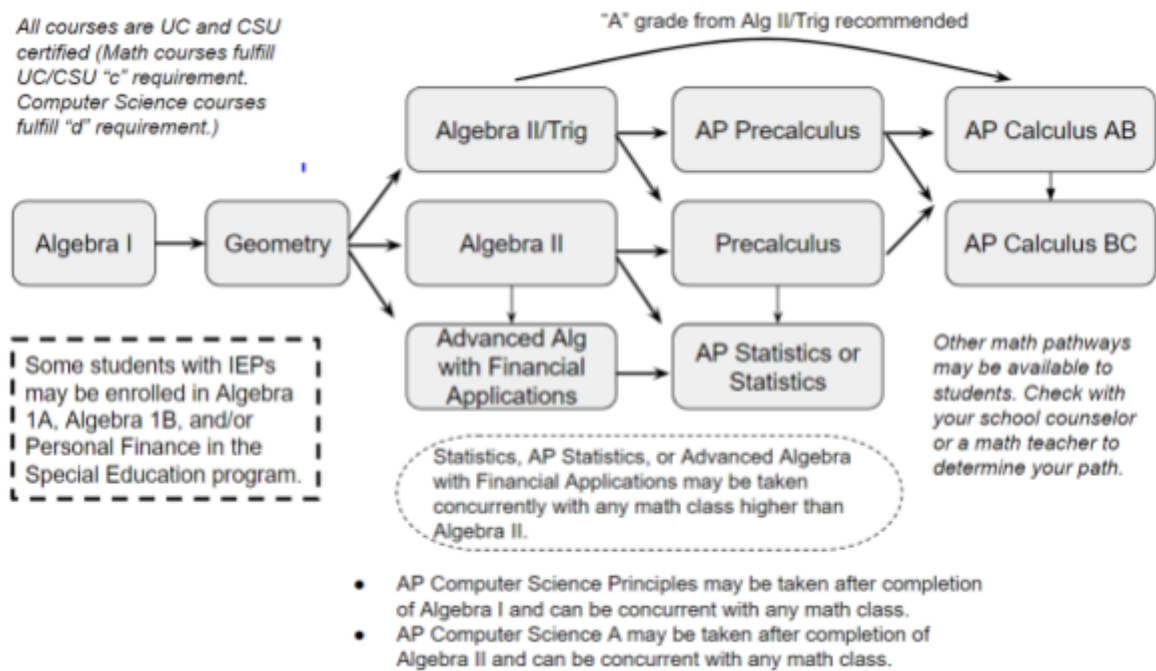 All courses are UC and CSU
certified (Math courses fulfill
UC/CSU “c” requirement.
Computer Science courses
fulfill “d” requirement.)
“A” grade from Alg II/Trig recommended
Algebra II/Trig
AP Precalculus
AP Calculus AB
Algebra I
Geometry
Algebra II
Precalculus
AP Calculus BC
Advanced Alg
with Financial
Applications
AP Statistics or
Statistics
Some students with IEPs
may be enrolled in Algebra
1A, Algebra 1B, and/or
Personal Finance in the
Special Education program.
Other math pathways
may be available to
students. Check with
your school counselor
or a math teacher to
determine your path.
Statistics, AP Statistics, or Advanced Algebra
with Financial Applications may be taken
concurrently with any math class higher than
Algebra II.
● AP Computer Science Principles may be taken after completion
of Algebra I and can be concurrent with any math class.
● AP Computer Science A may be taken after completion of
Algebra II and can be concurrent with any math class.